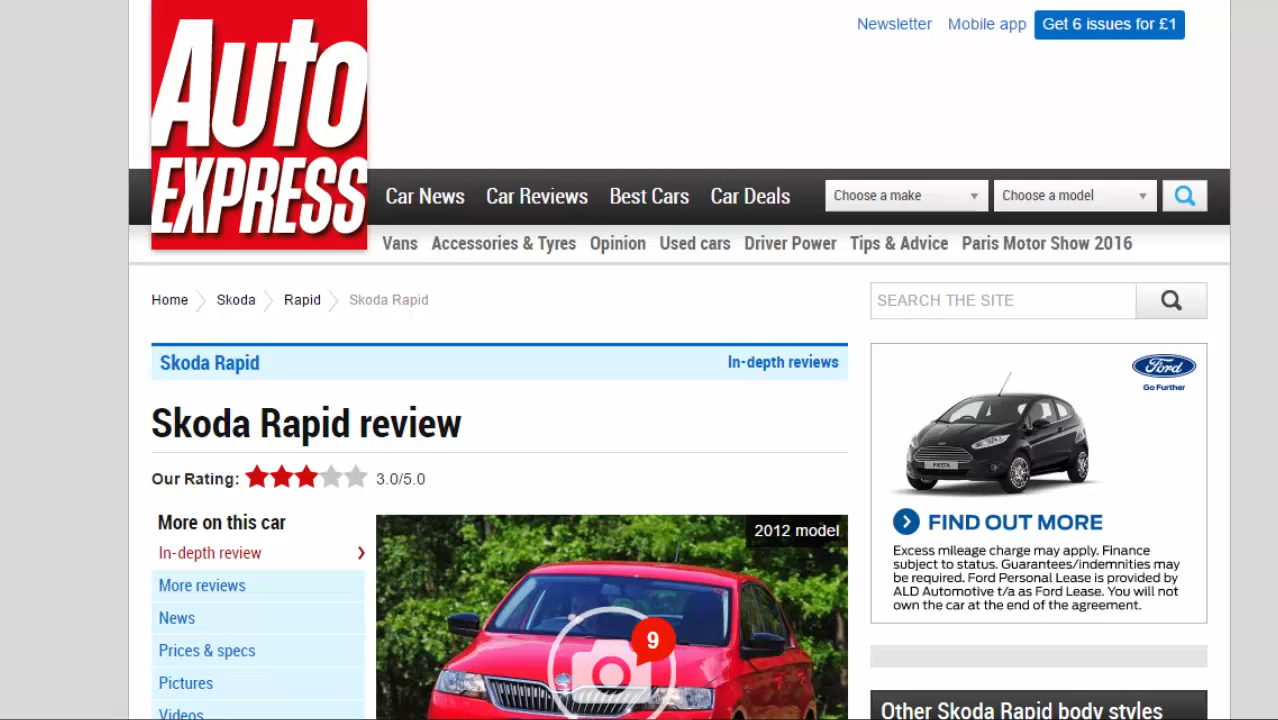 Auto
EXPRESS
Newsletter Mobile app Get 6 issues for £1
Car News Car Reviews Best Cars Car Deals Choose a make Choose a model
Vans Accessories & Tyres Opinion Used cars Driver Power Tips & Advice Paris Motor Show 2016
Home Skoda Rapid Skoda Rapid
SEARCH THE SITE
Skoda Rapid In-depth reviews
Skoda Rapid review
Our Rating: 3.0/5.0
More on this car
In-depth review
More reviews
News
Prices & specs
Pictures
Videos
2012 model
9
Ford
Go Further
FIESTA
FIND OUT MORE
Excess mileage charge may apply. Finance
subject to status. Guarantees/indemnities may
be required. Ford Personal Lease is provided by
ALD Automotive t/a as Ford Lease. You will not
own the car at the end of the agreement.
Other Skoda Rapid body styles